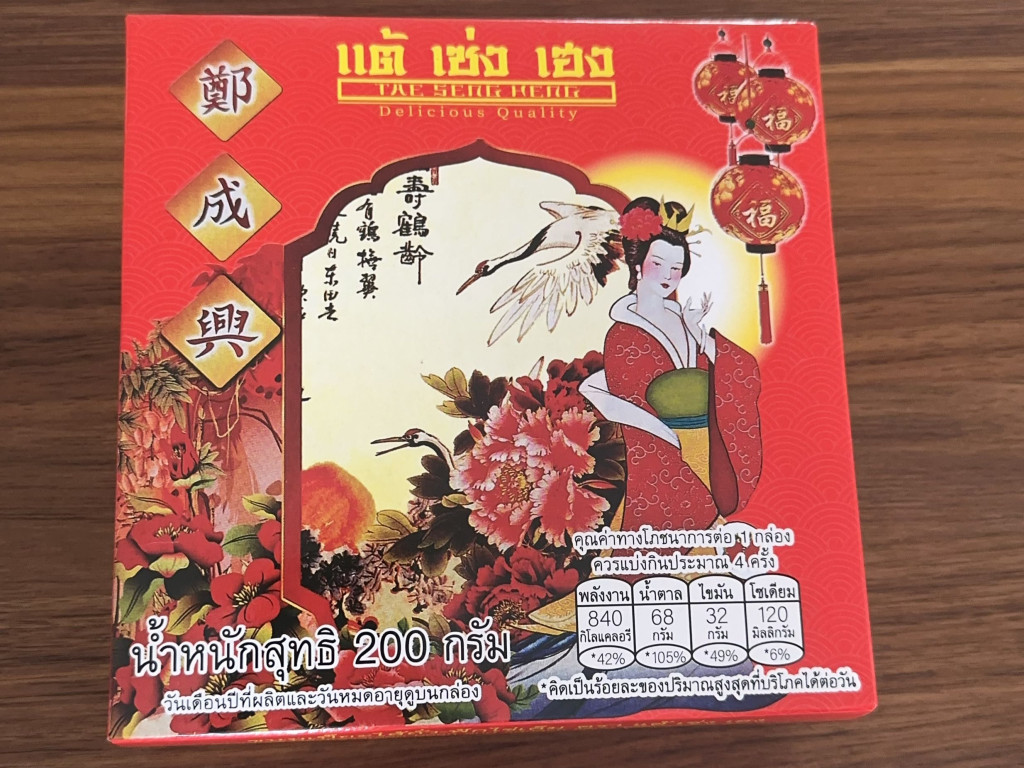 แต้ เซ่ง เฮง
TAE SENG HENG
Delicious Quality
鄭
成
興
福
福
福
壽鶴齡
有鶴梅翼
น้ำหนักสุทธิ 200 กรัม
วันเดือนปีที่ผลิตและวันหมดอายุดูบนกล่อง
คุณค่าทางโภชนาการต่อ 1 กล่อง
ควรแบ่งกินประมาณ 4 ครั้ง
พลังงาน น้ำตาล ไขมัน โซเดียม
840 68 32 120
กิโลแคลอรี กรัม กรัม มิลลิกรัม
*42% *105% *49% *6%
*คิดเป็นร้อยละของปริมาณสูงสุดที่บริโภคได้ต่อวัน